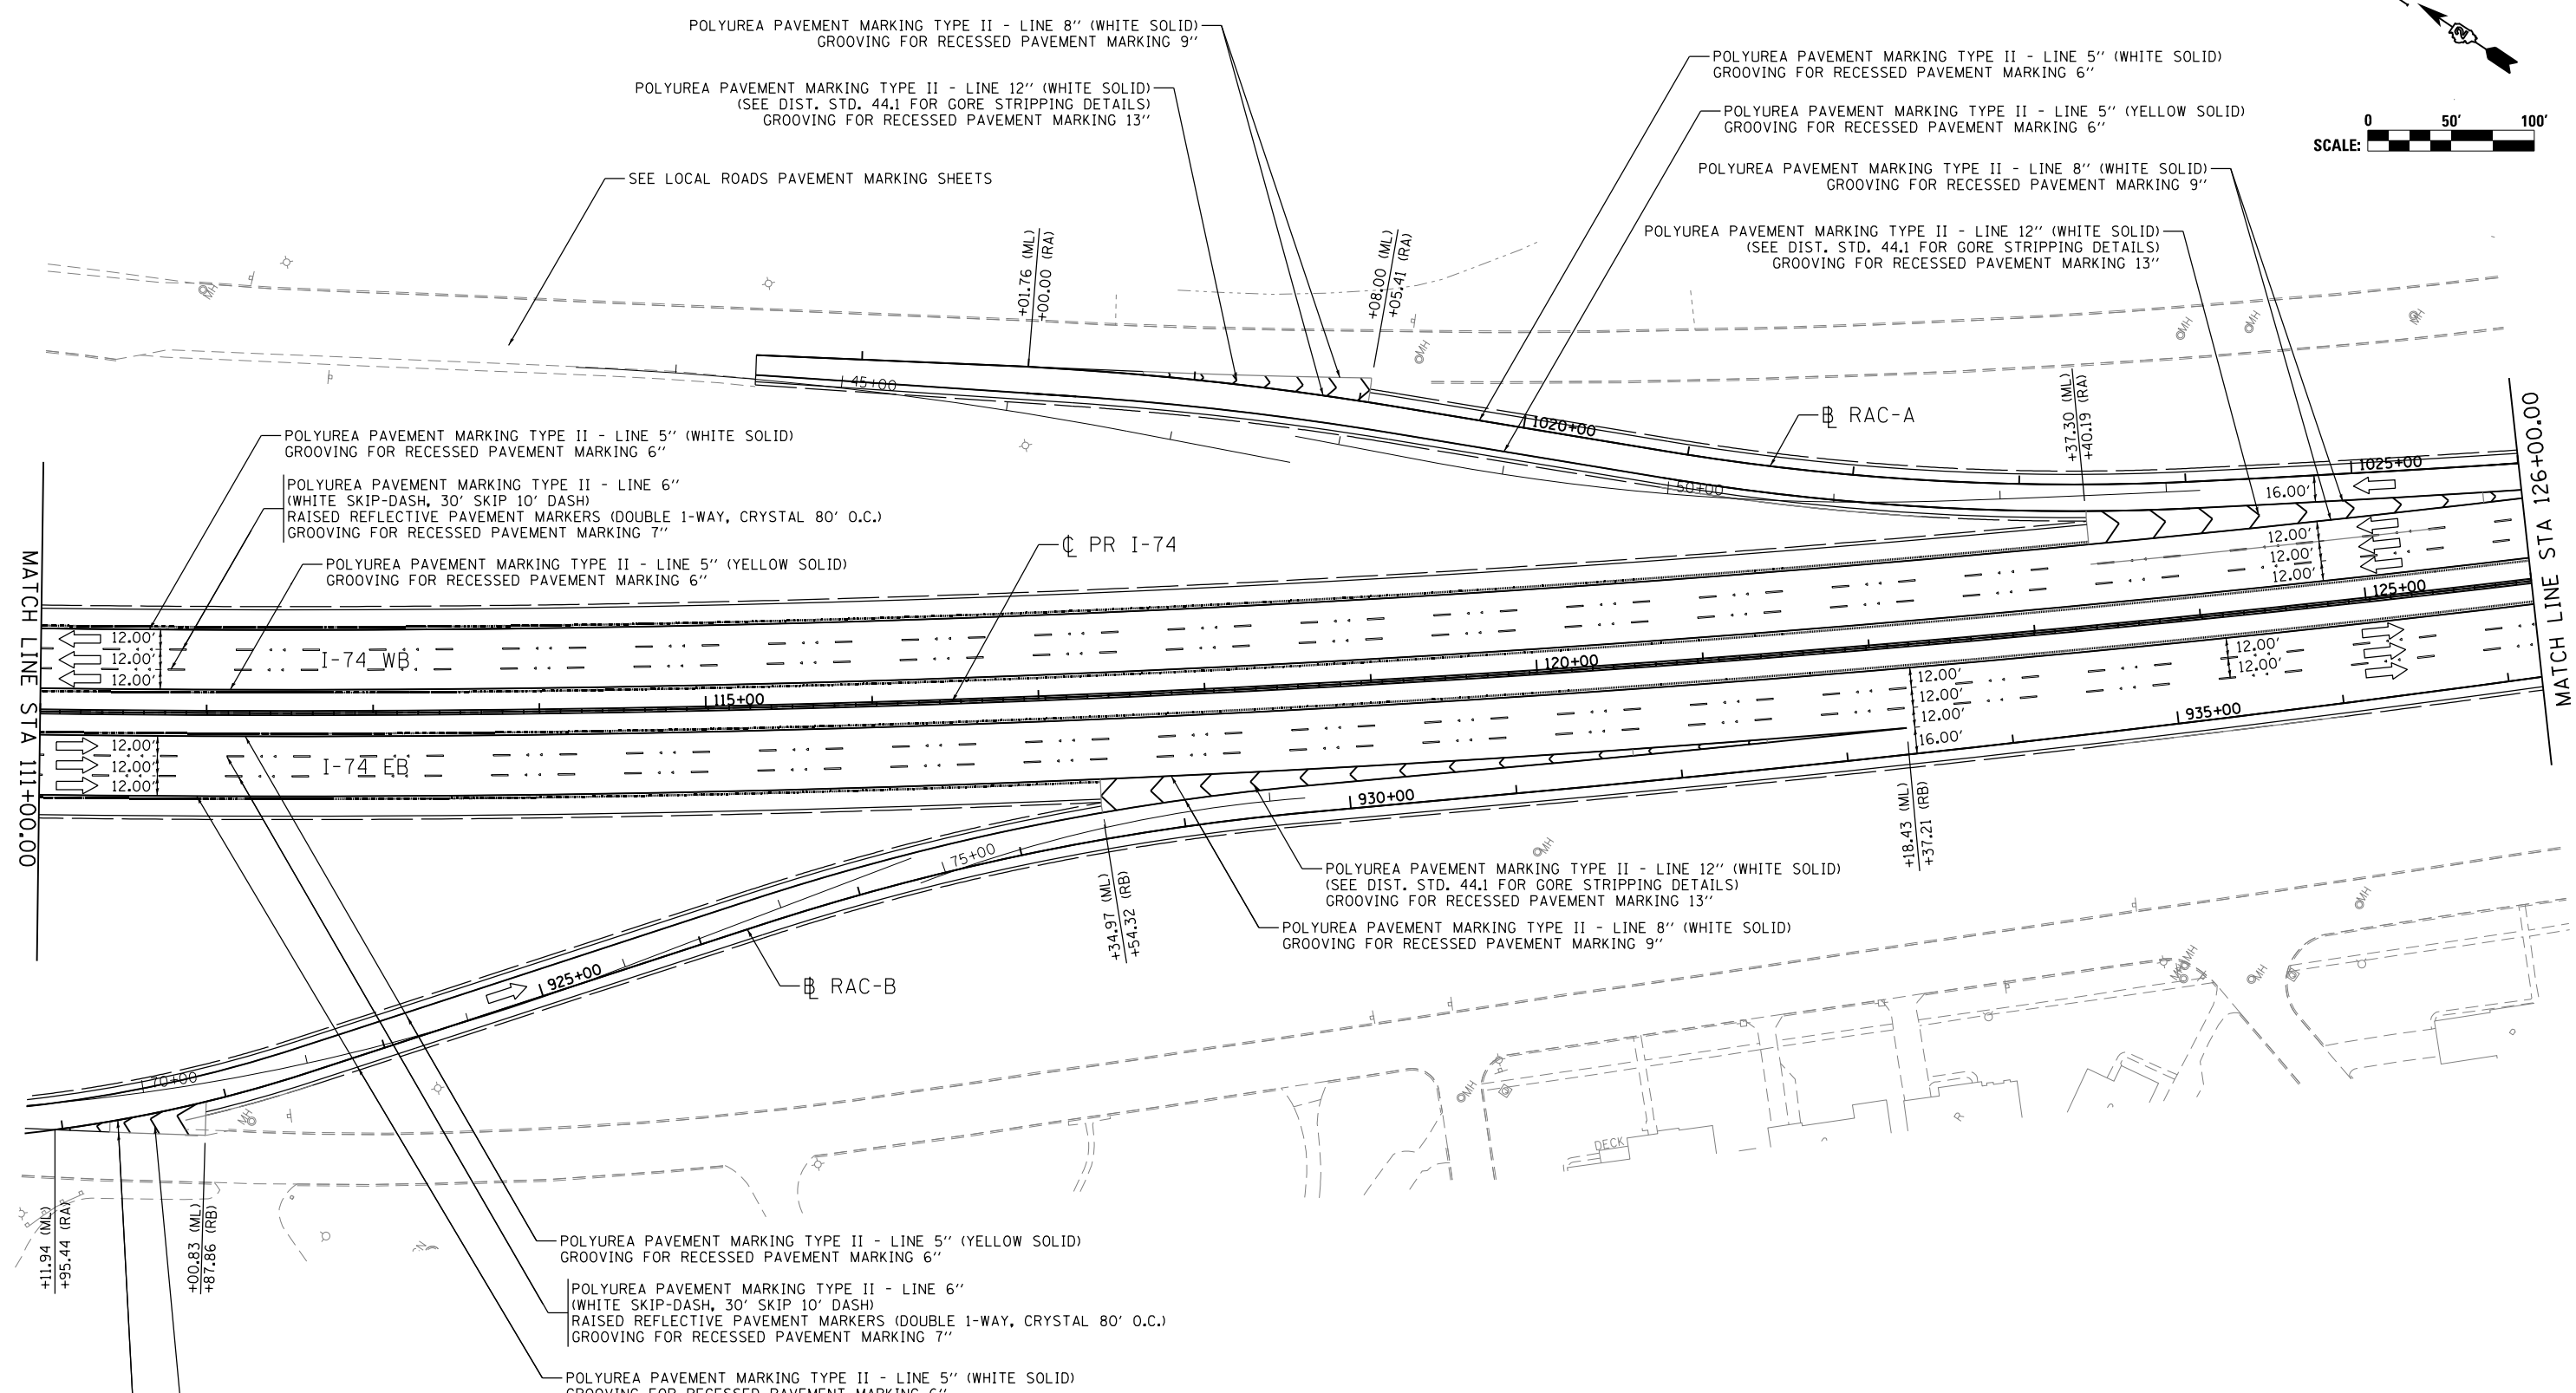 POLYUREA PAVEMENT MARKING TYPE II - LINE 8'' (WHITE SOLID)
GROOVING FOR RECESSED PAVEMENT MARKING 9''
POLYUREA PAVEMENT MARKING TYPE II - LINE 12'' (WHITE SOLID)
(SEE DIST. STD. 44.1 FOR GORE STRIPPING DETAILS)
GROOVING FOR RECESSED PAVEMENT MARKING 13''
SEE LOCAL ROADS PAVEMENT MARKING SHEETS
POLYUREA PAVEMENT MARKING TYPE II - LINE 5'' (WHITE SOLID)
GROOVING FOR RECESSED PAVEMENT MARKING 6''
POLYUREA PAVEMENT MARKING TYPE II - LINE 5'' (YELLOW SOLID)
GROOVING FOR RECESSED PAVEMENT MARKING 6''
POLYUREA PAVEMENT MARKING TYPE II - LINE 8'' (WHITE SOLID)
GROOVING FOR RECESSED PAVEMENT MARKING 9''
POLYUREA PAVEMENT MARKING TYPE II - LINE 12'' (WHITE SOLID)
(SEE DIST. STD. 44.1 FOR GORE STRIPPING DETAILS)
GROOVING FOR RECESSED PAVEMENT MARKING 13''
0 50' 100'
SCALE:
+01.76 (ML)
+00.00 (RA)
+08.00 (ML)
+05.41 (RA)
+37.30 (ML)
+40.19 (RA)
MH
MH
MH
MH
MH
45+00
1020+00
50+00
1025+00
℄ RAC-A
16.00'
12.00'
12.00'
12.00'
125+00
MATCH LINE STA 126+00.00
POLYUREA PAVEMENT MARKING TYPE II - LINE 5'' (WHITE SOLID)
GROOVING FOR RECESSED PAVEMENT MARKING 6''
POLYUREA PAVEMENT MARKING TYPE II - LINE 6''
(WHITE SKIP-DASH, 30' SKIP 10' DASH)
RAISED REFLECTIVE PAVEMENT MARKERS (DOUBLE 1-WAY, CRYSTAL 80' O.C.)
GROOVING FOR RECESSED PAVEMENT MARKING 7''
POLYUREA PAVEMENT MARKING TYPE II - LINE 5'' (YELLOW SOLID)
GROOVING FOR RECESSED PAVEMENT MARKING 6''
℄ PR I-74
MATCH LINE STA 111+00.00
12.00'
12.00'
12.00'
I-74 WB
115+00
120+00
12.00'
12.00'
12.00'
I-74 EB
12.00'
12.00'
12.00'
16.00'
12.00'
12.00'
935+00
930+00
75+00
925+00
70+00
+34.97 (ML)
+54.32 (RB)
+18.43 (ML)
+37.21 (RB)
℄ RAC-B
POLYUREA PAVEMENT MARKING TYPE II - LINE 12'' (WHITE SOLID)
(SEE DIST. STD. 44.1 FOR GORE STRIPPING DETAILS)
GROOVING FOR RECESSED PAVEMENT MARKING 13''
POLYUREA PAVEMENT MARKING TYPE II - LINE 8'' (WHITE SOLID)
GROOVING FOR RECESSED PAVEMENT MARKING 9''
MH
MH
MH
MH
MH
MH
MH
DECK
R
+11.94 (ML)
+95.44 (RA)
+00.83 (ML)
+87.86 (RB)
POLYUREA PAVEMENT MARKING TYPE II - LINE 5'' (YELLOW SOLID)
GROOVING FOR RECESSED PAVEMENT MARKING 6''
POLYUREA PAVEMENT MARKING TYPE II - LINE 6''
(WHITE SKIP-DASH, 30' SKIP 10' DASH)
RAISED REFLECTIVE PAVEMENT MARKERS (DOUBLE 1-WAY, CRYSTAL 80' O.C.)
GROOVING FOR RECESSED PAVEMENT MARKING 7''
POLYUREA PAVEMENT MARKING TYPE II - LINE 5'' (WHITE SOLID)
GROOVING FOR RECESSED PAVEMENT MARKING 6''